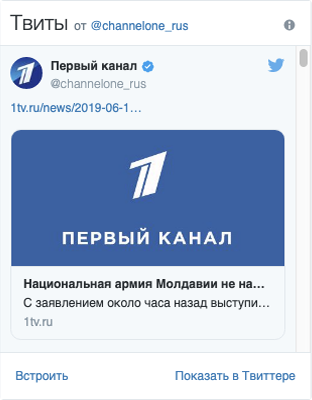 Твиты от @channelone_rus
Первый канал
@channelone_rus
1tv.ru/news/2019-06-1…
ПЕРВЫЙ КАНАЛ
Национальная армия Молдавии не на…
С заявлением около часа назад выступи…
1tv.ru
Встроить
Показать в Твиттере